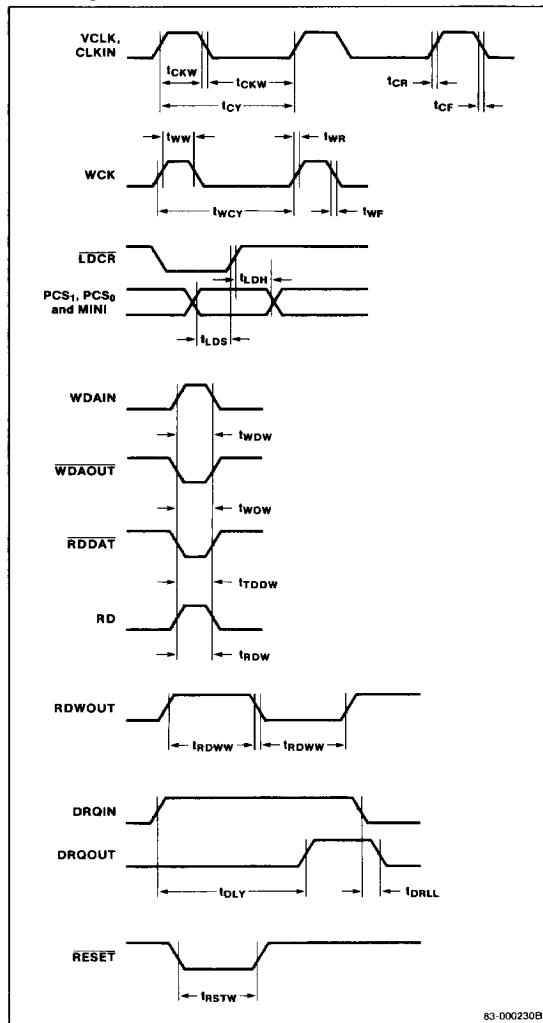 VCLK,
CLKIN
tCKW
tCKW
tCR
tCY
tCF
tWW
tWR
WCK
tWCY
tWF
LDCR
tLDH
PCS1, PCS0
and MINI
tLDS
WDAIN
tWDW
WDAOUT
tWOW
RDDAT
tTDDW
RD
tRDW
RDWOUT
tRDWW
tRDWW
DRQIN
DRQOUT
tDLY
tDRLL
RESET
tRSTW
83-000230B